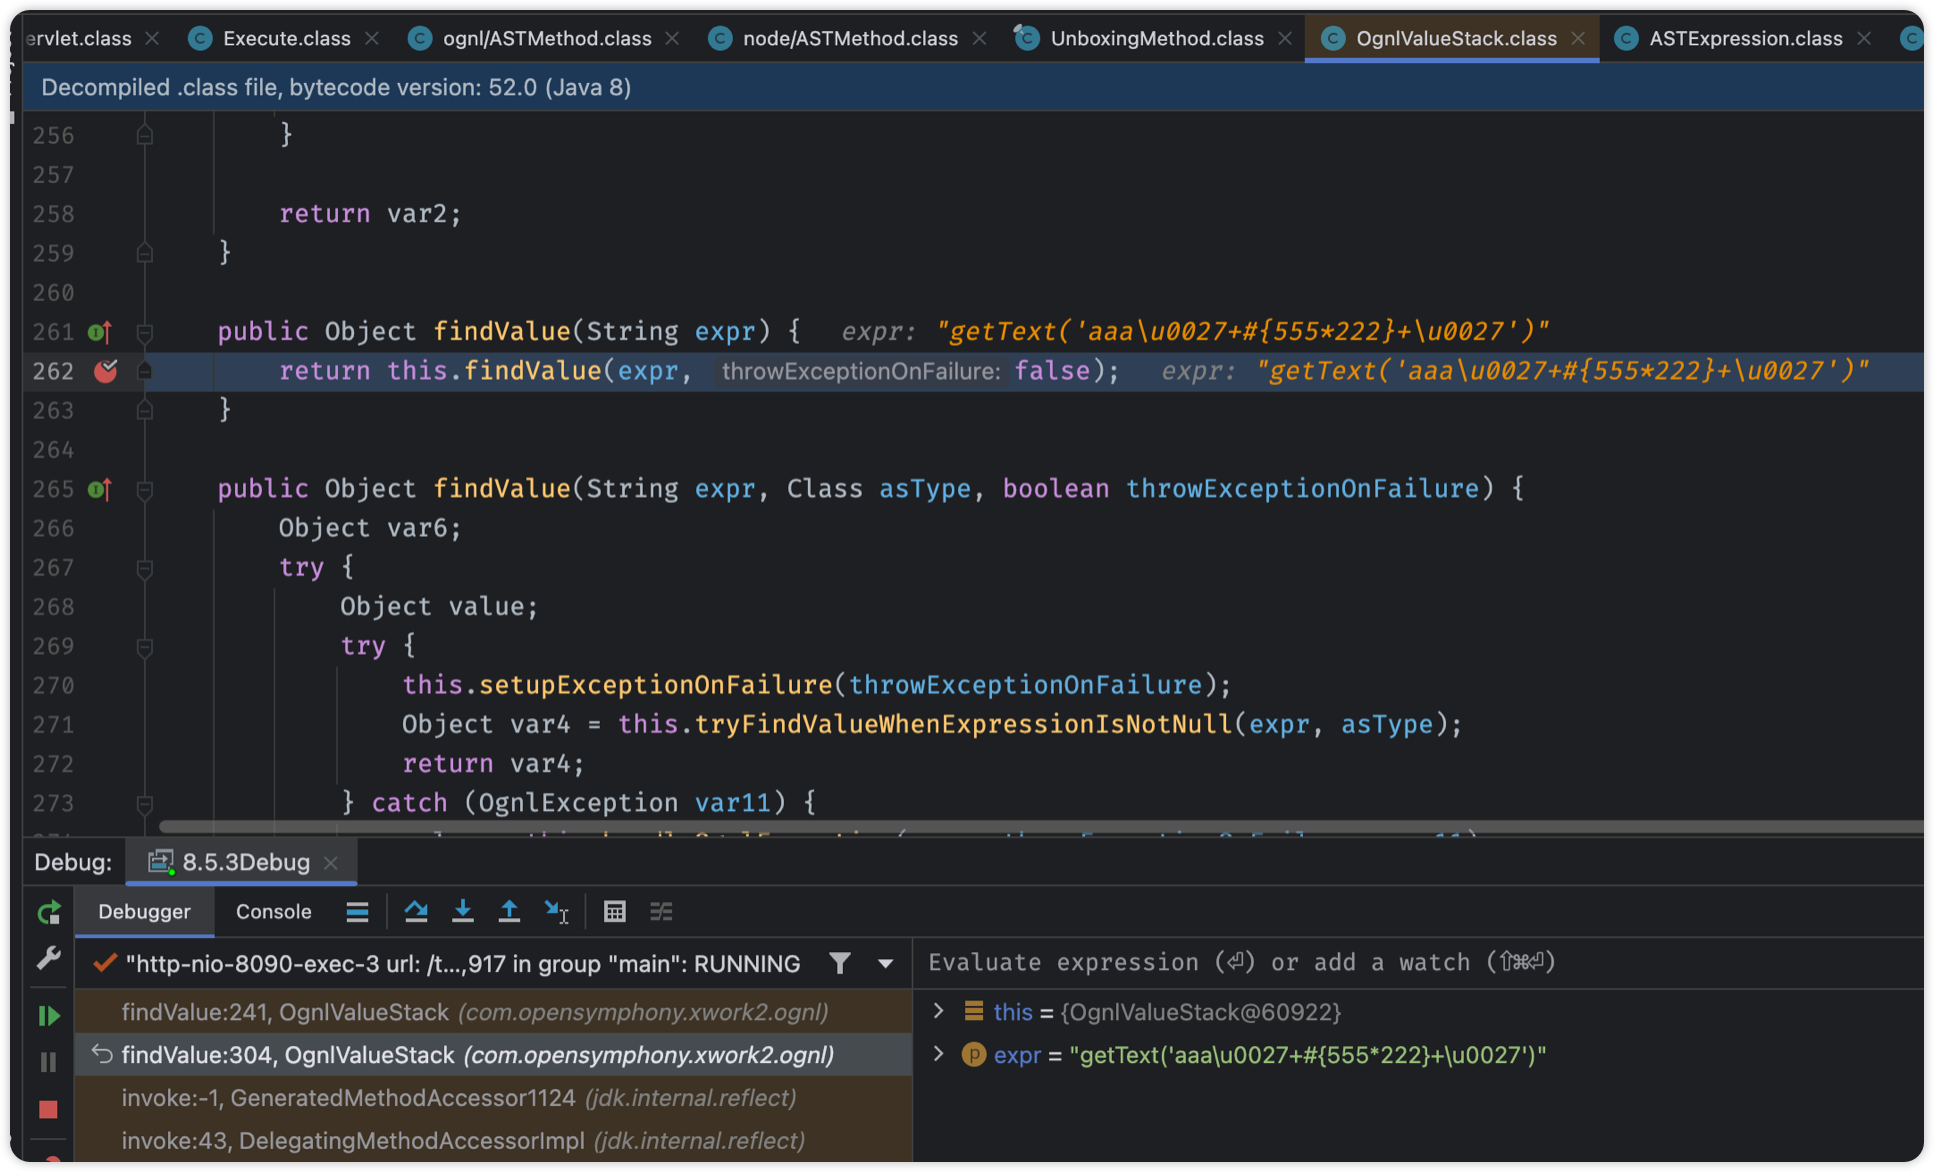 ervlet.class Execute.class ognl/ASTMethod.class node/ASTMethod.class UnboxingMethod.class OgnlValueStack.class ASTExpression.class
Decompiled .class file, bytecode version: 52.0 (Java 8)
256 }
257
258 return var2;
259 }
260
261 public Object findValue(String expr) { expr: "getText('aaa\u0027+#{555*222}+\u0027')"
262 return this.findValue(expr, throwExceptionOnFailure: false); expr: "getText('aaa\u0027+#{555*222}+\u0027')"
263 }
264
265 public Object findValue(String expr, Class asType, boolean throwExceptionOnFailure) {
266 Object var6;
267 try {
268 Object value;
269 try {
270 this.setupExceptionOnFailure(throwExceptionOnFailure);
271 Object var4 = this.tryFindValueWhenExpressionIsNotNull(expr, asType);
272 return var4;
273 } catch (OgnlException var11) {
Debug: 8.5.3Debug
Debugger Console
"http-nio-8090-exec-3 url: /t...,917 in group "main": RUNNING
Evaluate expression (⏎) or add a watch (⇧⌘⏎)
findValue:241, OgnlValueStack (com.opensymphony.xwork2.ognl)
this = {OgnlValueStack@60922}
findValue:304, OgnlValueStack (com.opensymphony.xwork2.ognl)
expr = "getText('aaa\u0027+#{555*222}+\u0027')"
invoke:-1, GeneratedMethodAccessor1124 (jdk.internal.reflect)
invoke:43, DelegatingMethodAccessorImpl (jdk.internal.reflect)